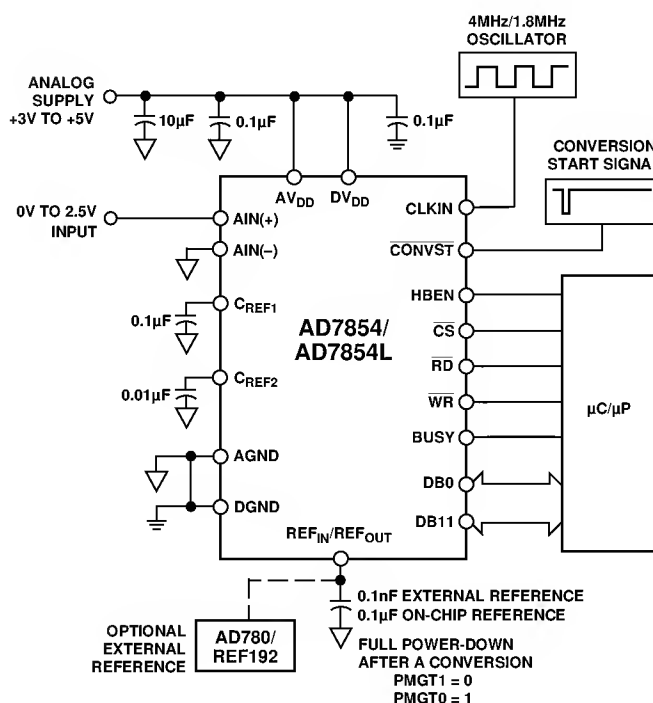 4MHz/1.8MHz
OSCILLATOR
ANALOG
SUPPLY
+3V TO +5V
10µF
0.1µF
0.1µF
CONVERSION
START SIGNA
AVDD
DVDD
0V TO 2.5V
INPUT
AIN(+)
CLKIN
AIN(–)
CONVST
CREF1
HBEN
0.1µF
AD7854/
AD7854L
CS
RD
CREF2
0.01µF
WR
µC/µP
BUSY
AGND
DB0
DGND
DB11
REFIN/REFOUT
0.1nF EXTERNAL REFERENCE
0.1µF ON-CHIP REFERENCE
OPTIONAL
EXTERNAL
REFERENCE
AD780/
REF192
FULL POWER-DOWN
AFTER A CONVERSION
PMGT1 = 0
PMGT0 = 1